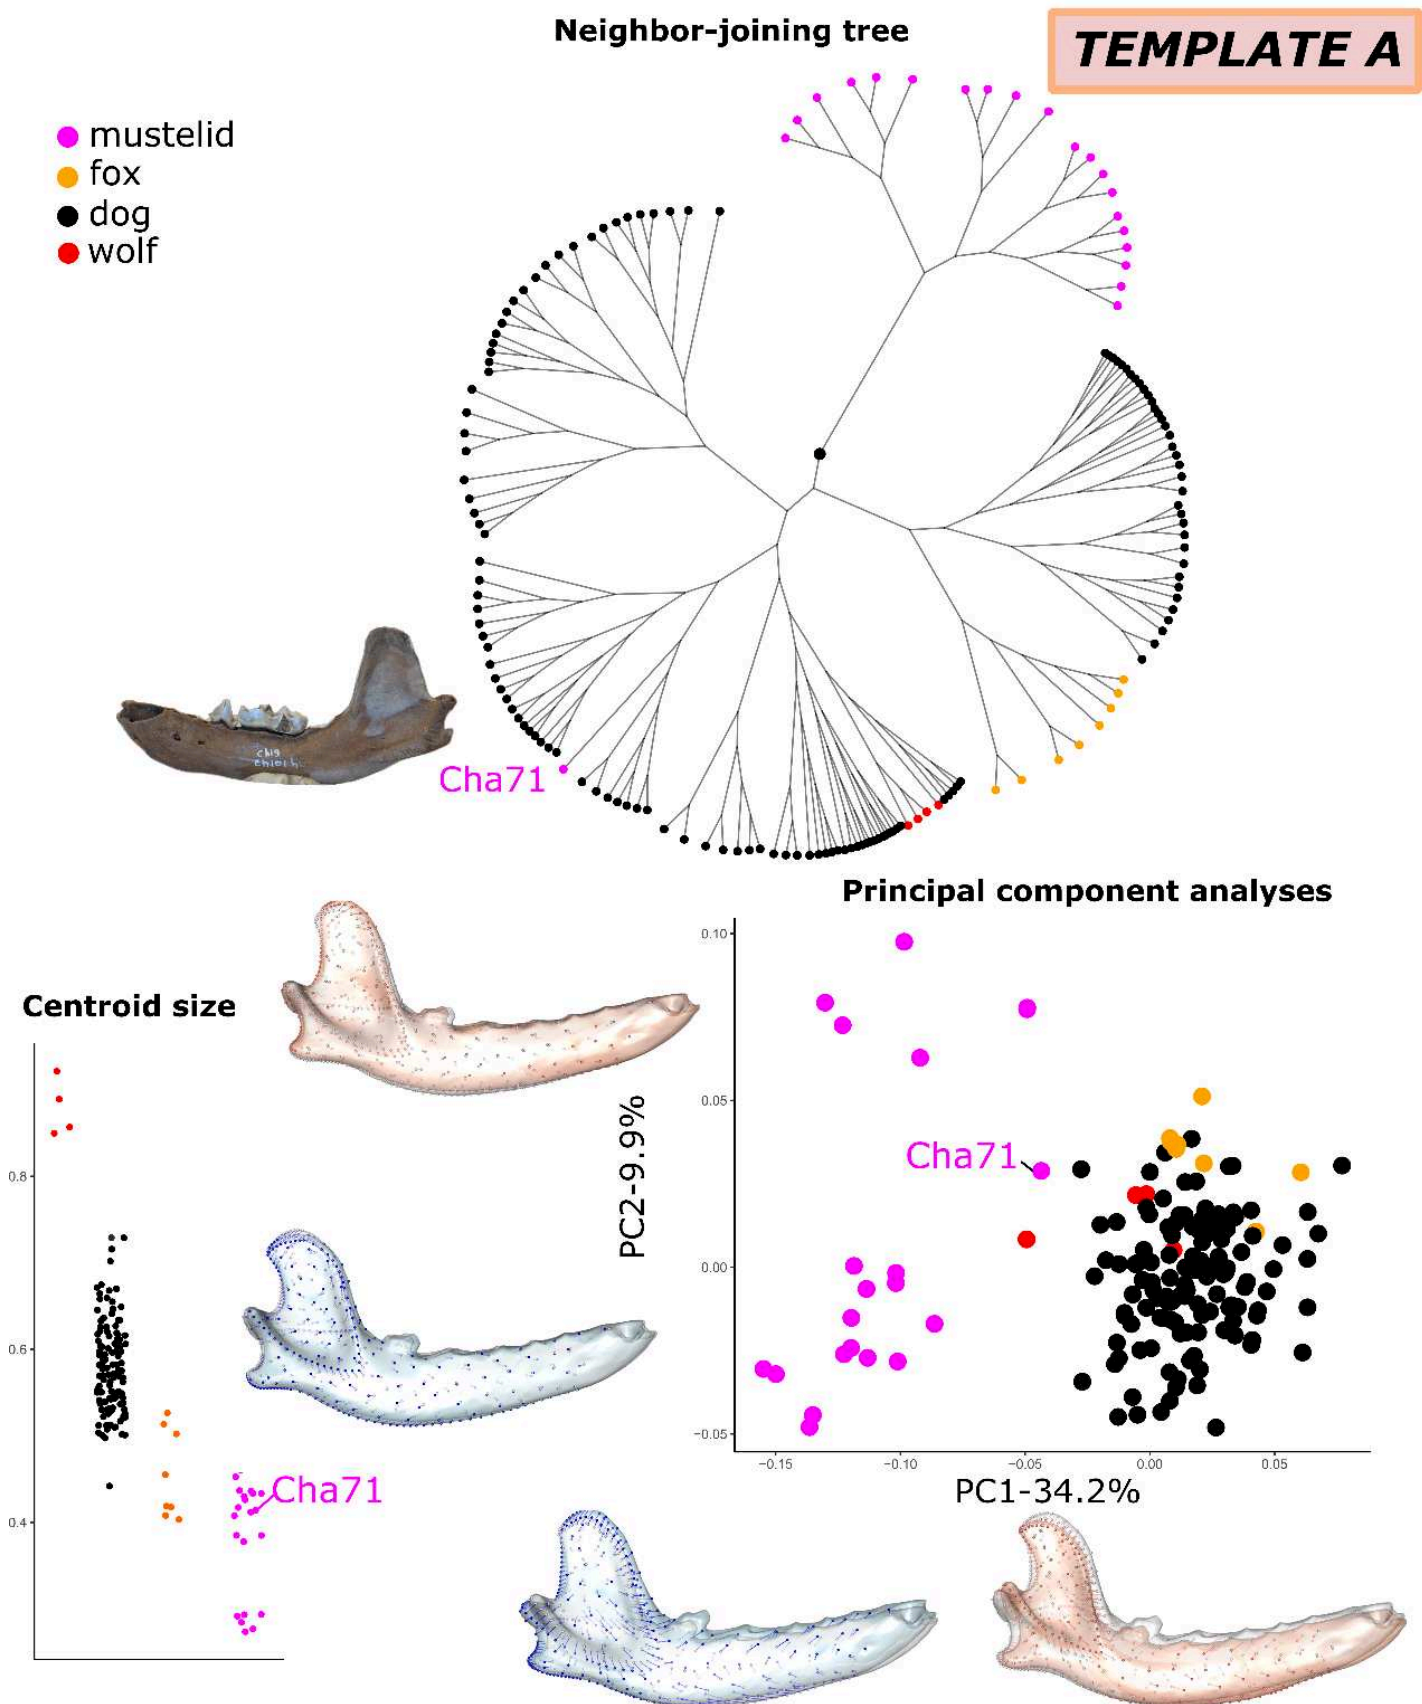 Neighbor-joining tree
TEMPLATE A
mustelid
fox
dog
wolf
Cha71
Principal component analyses
Centroid size
0.8
0.6
0.4
Cha71
PC2-9.9%
0.10
0.05
0.00
−0.05
Cha71
−0.15
−0.10
−0.05
0.00
0.05
PC1-34.2%